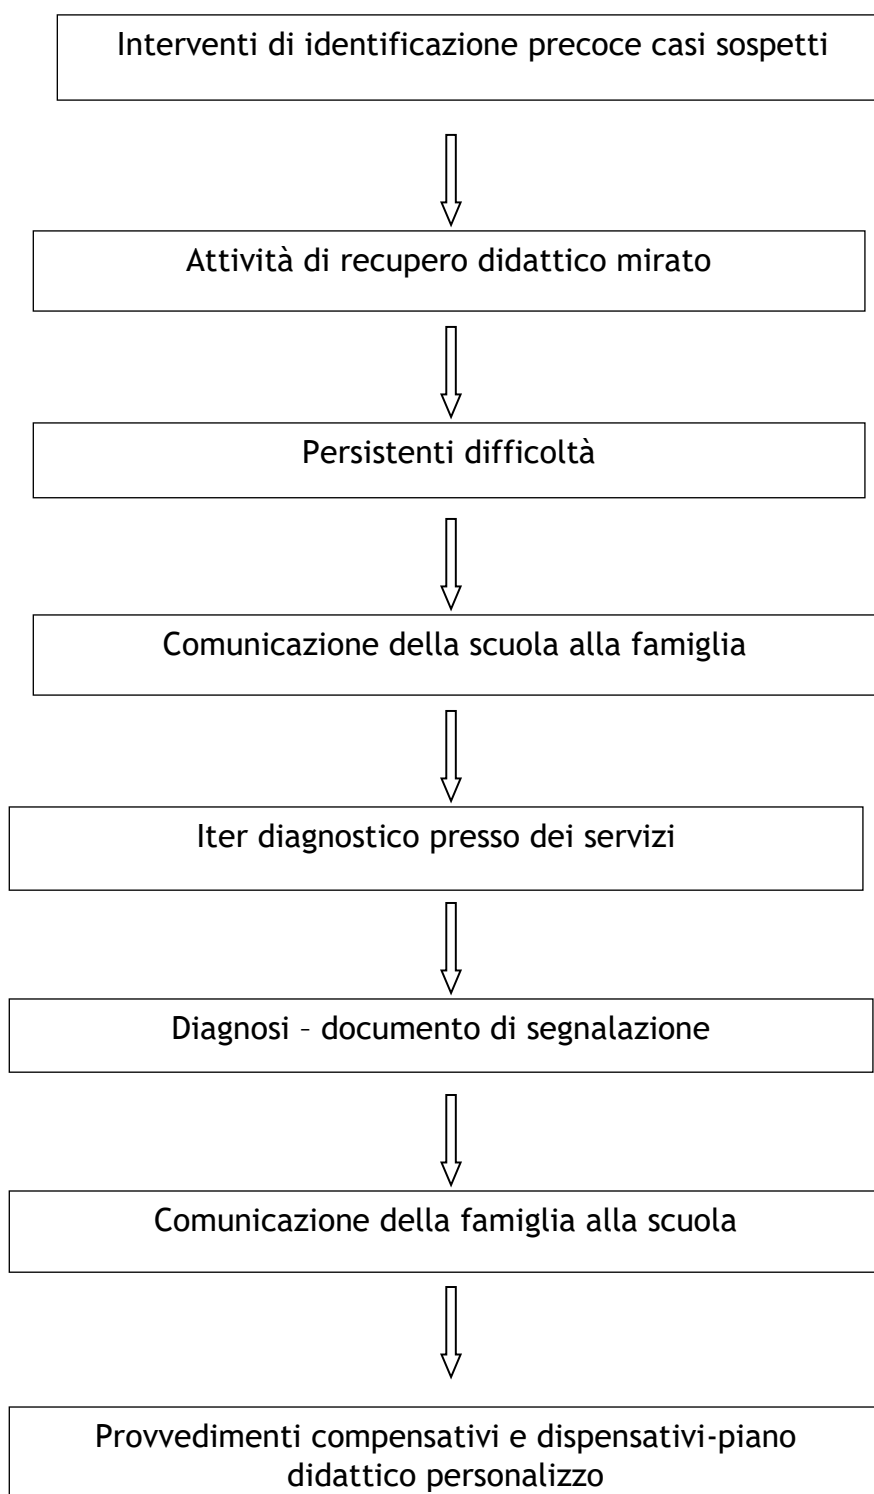 Interventi di identificazione precoce casi sospetti
Attività di recupero didattico mirato
Persistenti difficoltà
Comunicazione della scuola alla famiglia
Iter diagnostico presso dei servizi
Diagnosi – documento di segnalazione
Comunicazione della famiglia alla scuola
Provvedimenti compensativi e dispensativi-piano
didattico personalizzo